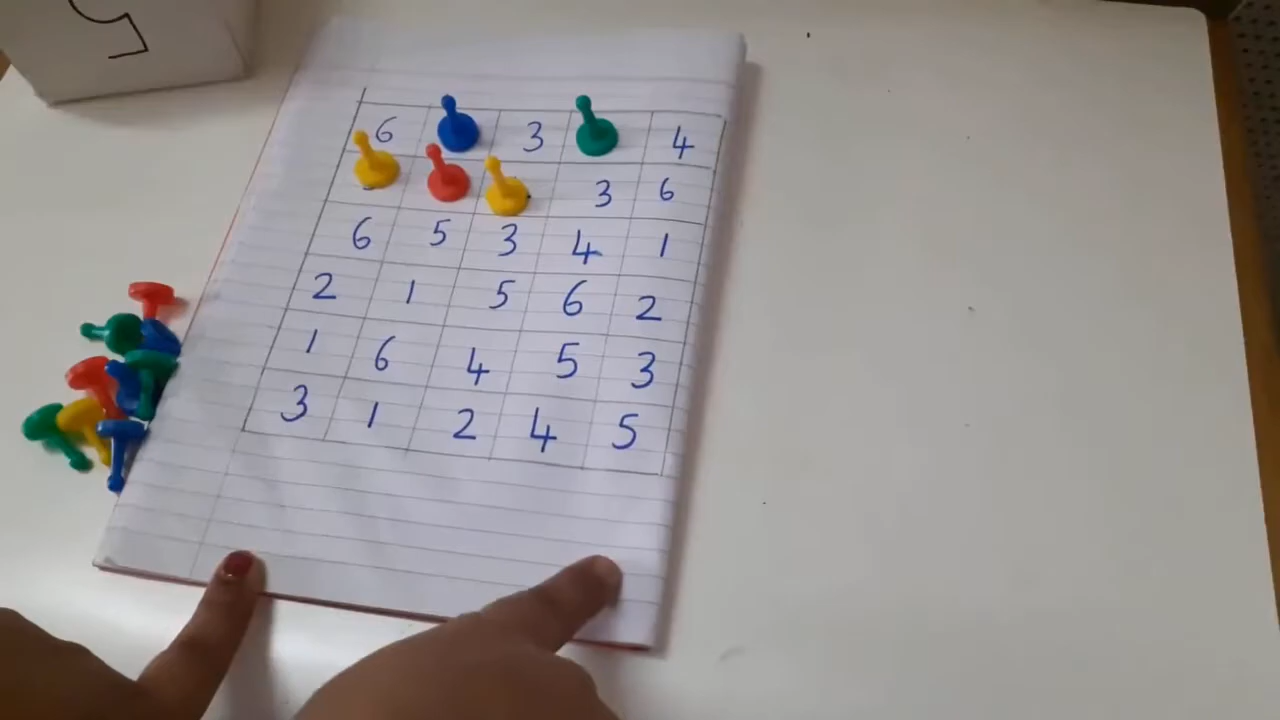 6 3 4
3 6
6 5 3 4 1
2 1 5 6 2
1 6 4 5 3
3 1 2 4 5